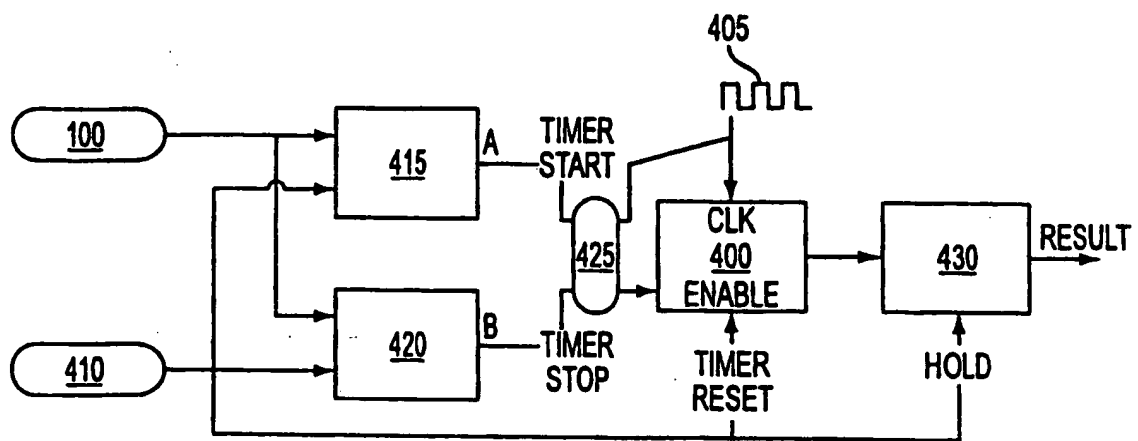 405
100
415
A
TIMER
START
CLK
400
ENABLE
425
430
RESULT
410
420
B
TIMER
STOP
TIMER
RESET
HOLD